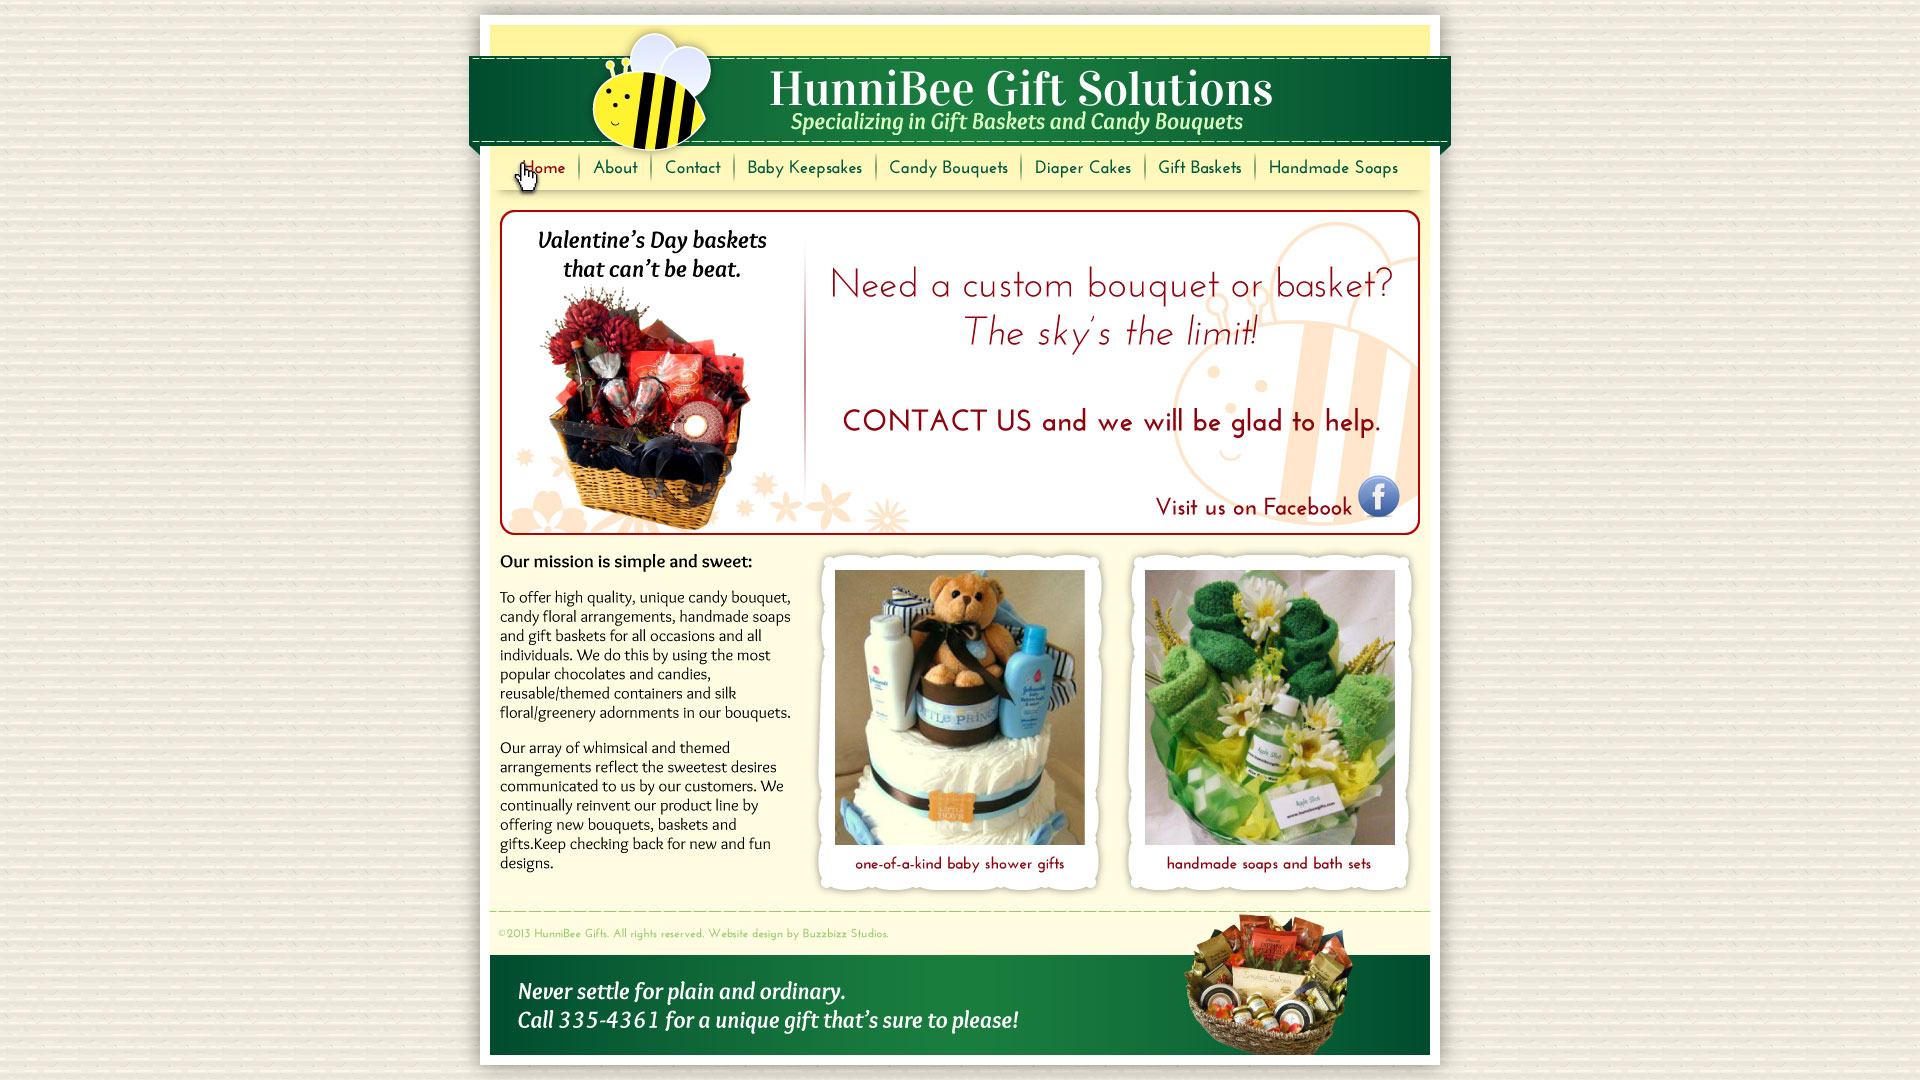 HunniBee Gift Solutions
Specializing in Gift Baskets and Candy Bouquets
Home About Contact Baby Keepsakes Candy Bouquets Diaper Cakes Gift Baskets Handmade Soaps
Valentine's Day baskets
that can't be beat.
Need a custom bouquet or basket?
The sky's the limit!
CONTACT US and we will be glad to help.
Visit us on Facebook
Our mission is simple and sweet:
To offer high quality, unique candy bouquet,
candy floral arrangements, handmade soaps
and gift baskets for all occasions and all
individuals. We do this by using the most
popular chocolates and candies,
reusable/themed containers and silk
floral/greenery adornments in our bouquets.
Our array of whimsical and themed
arrangements reflect the sweetest desires
communicated to us by our customers. We
continually reinvent our product line by
offering new bouquets, baskets and
gifts.Keep checking back for new and fun
designs.
one-of-a-kind baby shower gifts
handmade soaps and bath sets
©2013 HunniBee Gifts. All rights reserved. Website design by Buzzbizz Studios.
Never settle for plain and ordinary.
Call 335-4361 for a unique gift that's sure to please!